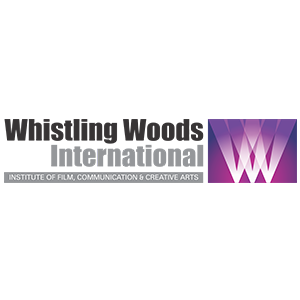 Whistling Woods
International
INSTITUTE OF FILM, COMMUNICATION & CREATIVE ARTS
W